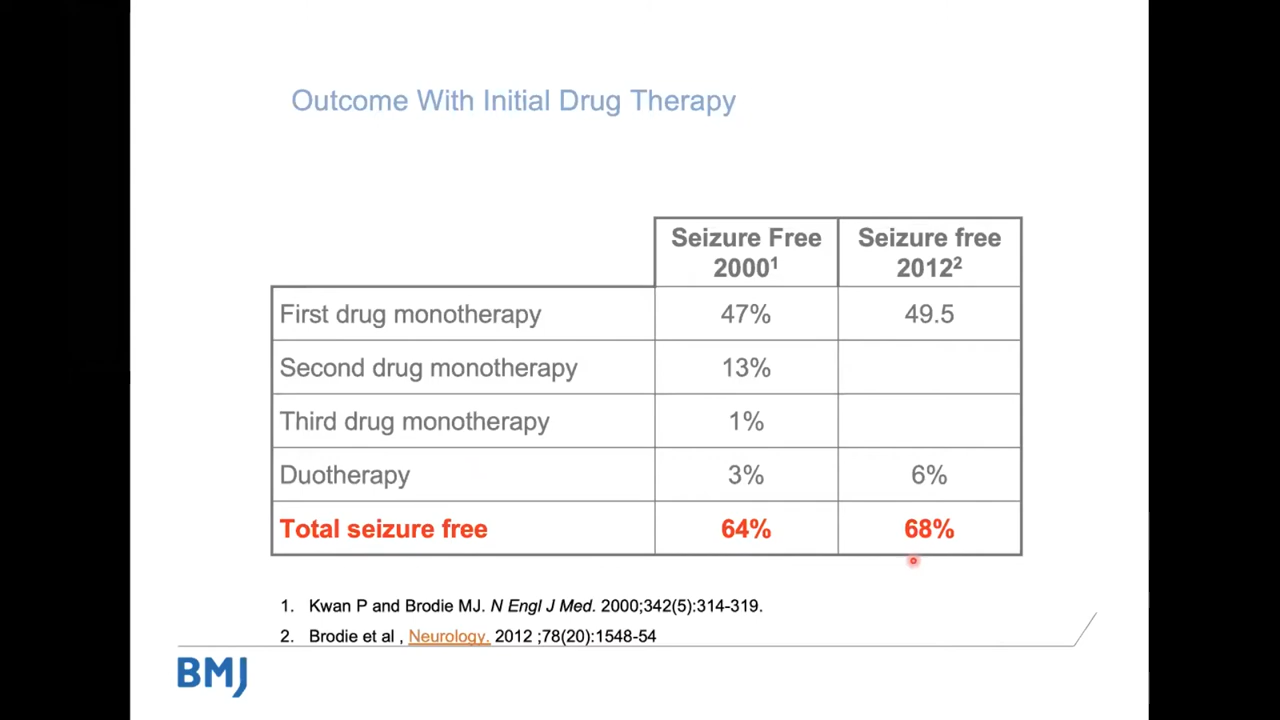 Outcome With Initial Drug Therapy
Seizure Free 2000¹
Seizure free 2012²
First drug monotherapy 47% 49.5
Second drug monotherapy 13%
Third drug monotherapy 1%
Duotherapy 3% 6%
Total seizure free 64% 68%
1. Kwan P and Brodie MJ. N Engl J Med. 2000;342(5):314-319.
2. Brodie et al , Neurology. 2012 ;78(20):1548-54
BMJ